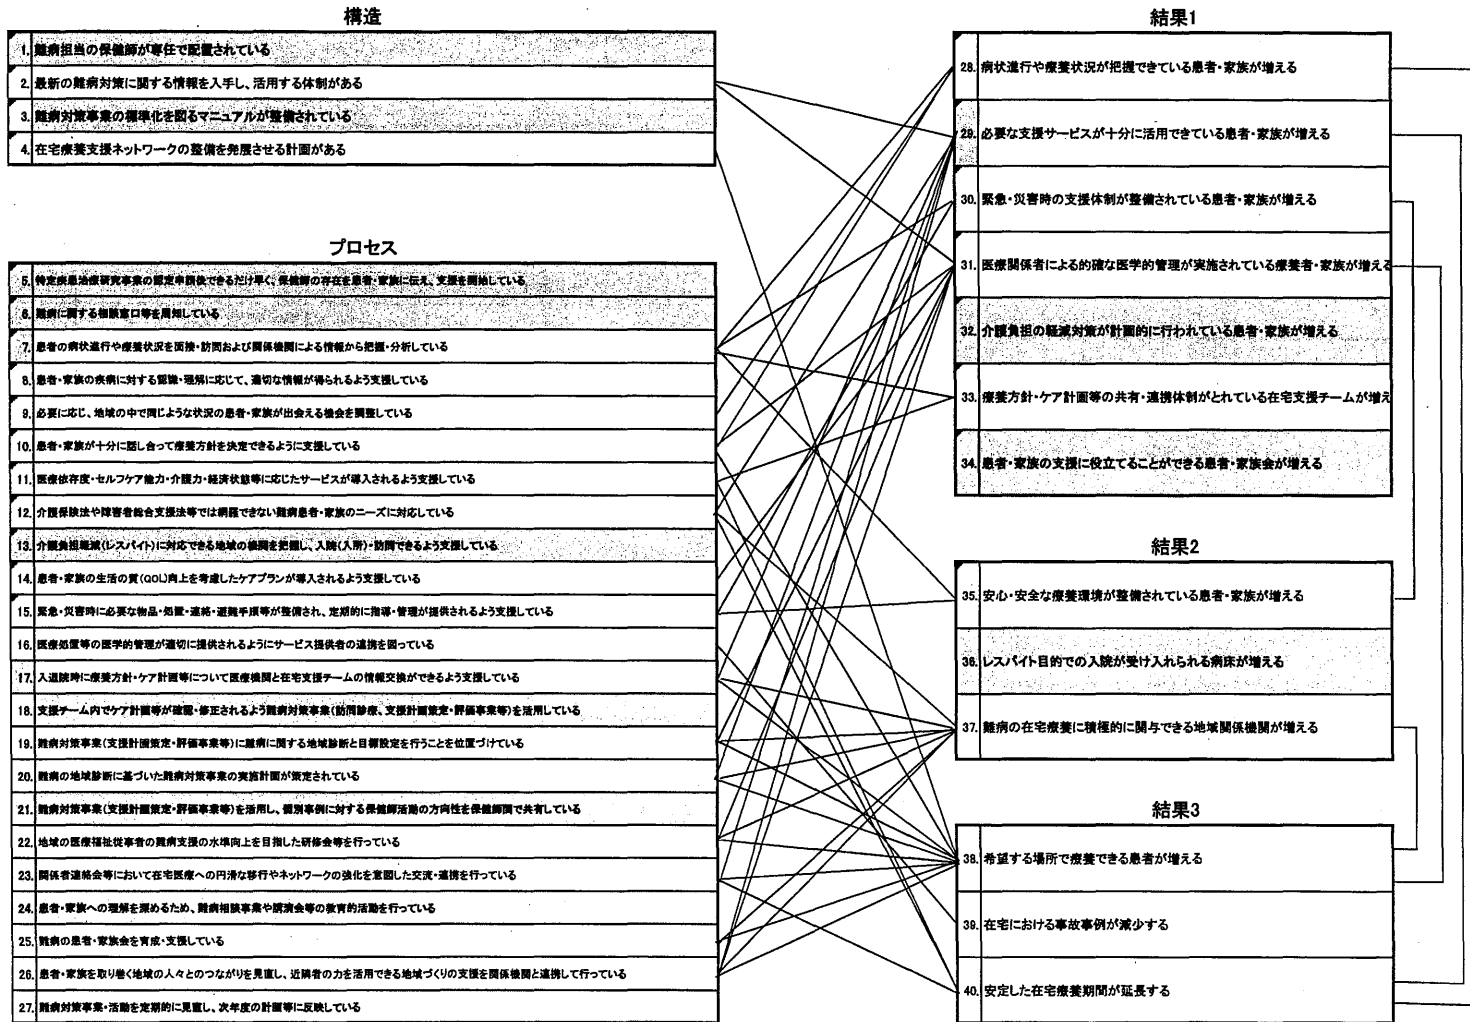 構造
1. 難病担当の保健師が専任で配置されている
2. 最新の難病対策に関する情報を入手し、活用する体制がある
3. 難病対策事業の標準化を図るマニュアルが整備されている
4. 在宅療養支援ネットワークの整備を発展させる計画がある
プロセス
5. 特定疾患治療研究事業の認定申請後できるだけ早く、保健師の存在を患者・家族に伝え、支援を開始している
6. 難病に関する相談窓口等を周知している
7. 患者の病状進行や療養状況を面接・訪問および関係機関による情報から把握・分析している
8. 患者・家族の疾病に対する認識・理解に応じて、適切な情報が得られるよう支援している
9. 必要に応じ、地域の中で同じような状況の患者・家族が出会える機会を調整している
10. 患者・家族が十分に話し合って療養方針を決定できるように支援している
11. 医療依存度・セルフケア能力・介護力・経済状態等に応じたサービスが導入されるよう支援している
12. 介護保険法や障害者総合支援法等では網羅できない難病患者・家族のニーズに対応している
13. 介護負担軽減(レスパイト)に対応できる地域の機関を把握し、入院(入所)・訪問できるよう支援している
14. 患者・家族の生活の質(QOL)向上を考慮したケアプランが導入されるよう支援している
15. 緊急・災害時に必要な物品・処置・連絡・避難手順等が整備され、定期的に指導・管理が提供されるよう支援している
16. 医療処置等の医学的管理が適切に提供されるようにサービス提供者の連携を図っている
17. 入退院時に療養方針・ケア計画等について医療機関と在宅支援チームの情報交換ができるよう支援している
18. 支援チーム内でケア計画等が確認・修正されるよう難病対策事業(訪問診療、支援計画策定・評価事業等)を活用している
19. 難病対策事業(支援計画策定・評価事業等)に難病に関する地域診断と目標設定を行うことを位置づけている
20. 難病の地域診断に基づいた難病対策事業の実施計画が策定されている
21. 難病対策事業(支援計画策定・評価事業等)を活用し、個別事例に対する保健師活動の方向性を保健師間で共有している
22. 地域の医療福祉従事者の難病支援の水準向上を目指した研修会等を行っている
23. 関係者連絡会等において在宅医療への円滑な移行やネットワークの強化を意図した交流・連携を行っている
24. 患者・家族への理解を深めるため、難病相談事業や講演会等の教育的活動を行っている
25. 難病の患者・家族会を育成・支援している
26. 患者・家族を取り巻く地域の人々とのつながりを見直し、近隣者の力を活用できる地域づくりの支援を関係機関と連携して行っている
27. 難病対策事業・活動を定期的に見直し、次年度の計画等に反映している
結果1
28. 病状進行や療養状況が把握できている患者・家族が増える
29. 必要な支援サービスが十分に活用できている患者・家族が増える
30. 緊急・災害時の支援体制が整備されている患者・家族が増える
31. 医療関係者による的確な医学的管理が実施されている療養者・家族が増える
32. 介護負担の軽減対策が計画的に行われている患者・家族が増える
33. 療養方針・ケア計画等の共有・連携体制がとれている在宅支援チームが増え
34. 患者・家族の支援に役立てることができる患者・家族会が増える
結果2
35. 安心・安全な療養環境が整備されている患者・家族が増える
36. レスパイト目的での入院が受け入れられる病床が増える
37. 難病の在宅療養に積極的に関与できる地域関係機関が増える
結果3
38. 希望する場所で療養できる患者が増える
39. 在宅における事故事例が減少する
40. 安定した在宅療養期間が延長する